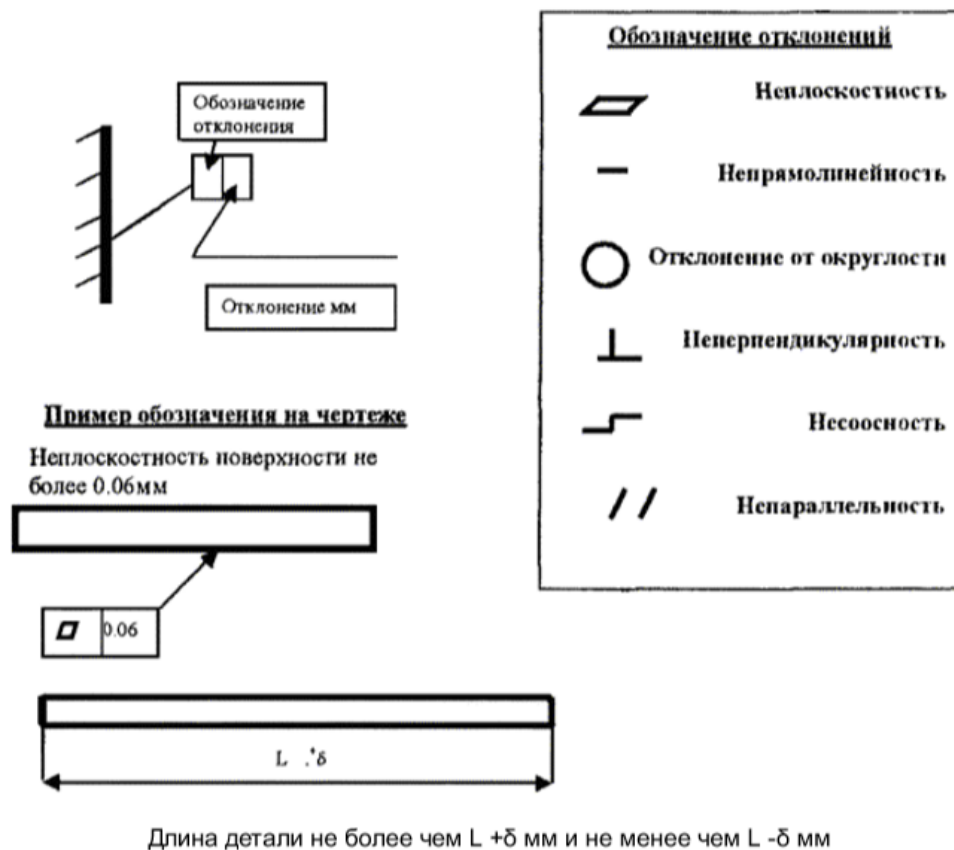 Обозначение
отклонения
Отклонение мм
Пример обозначения на чертеже
Неплоскостность поверхности не
более 0.06мм
0.06
L δ
Длина детали не более чем L +δ мм и не менее чем L -δ мм
Обозначение отклонений
Неплоскостность
Непрямолинейность
Отклонение от округлости
Неперпендикулярность
Несоосность
Непараллельность